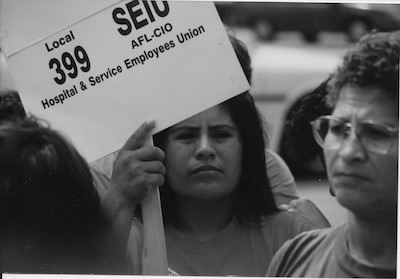 Local
399
SEIU
AFL-CIO
Hospital & Service Employees Union